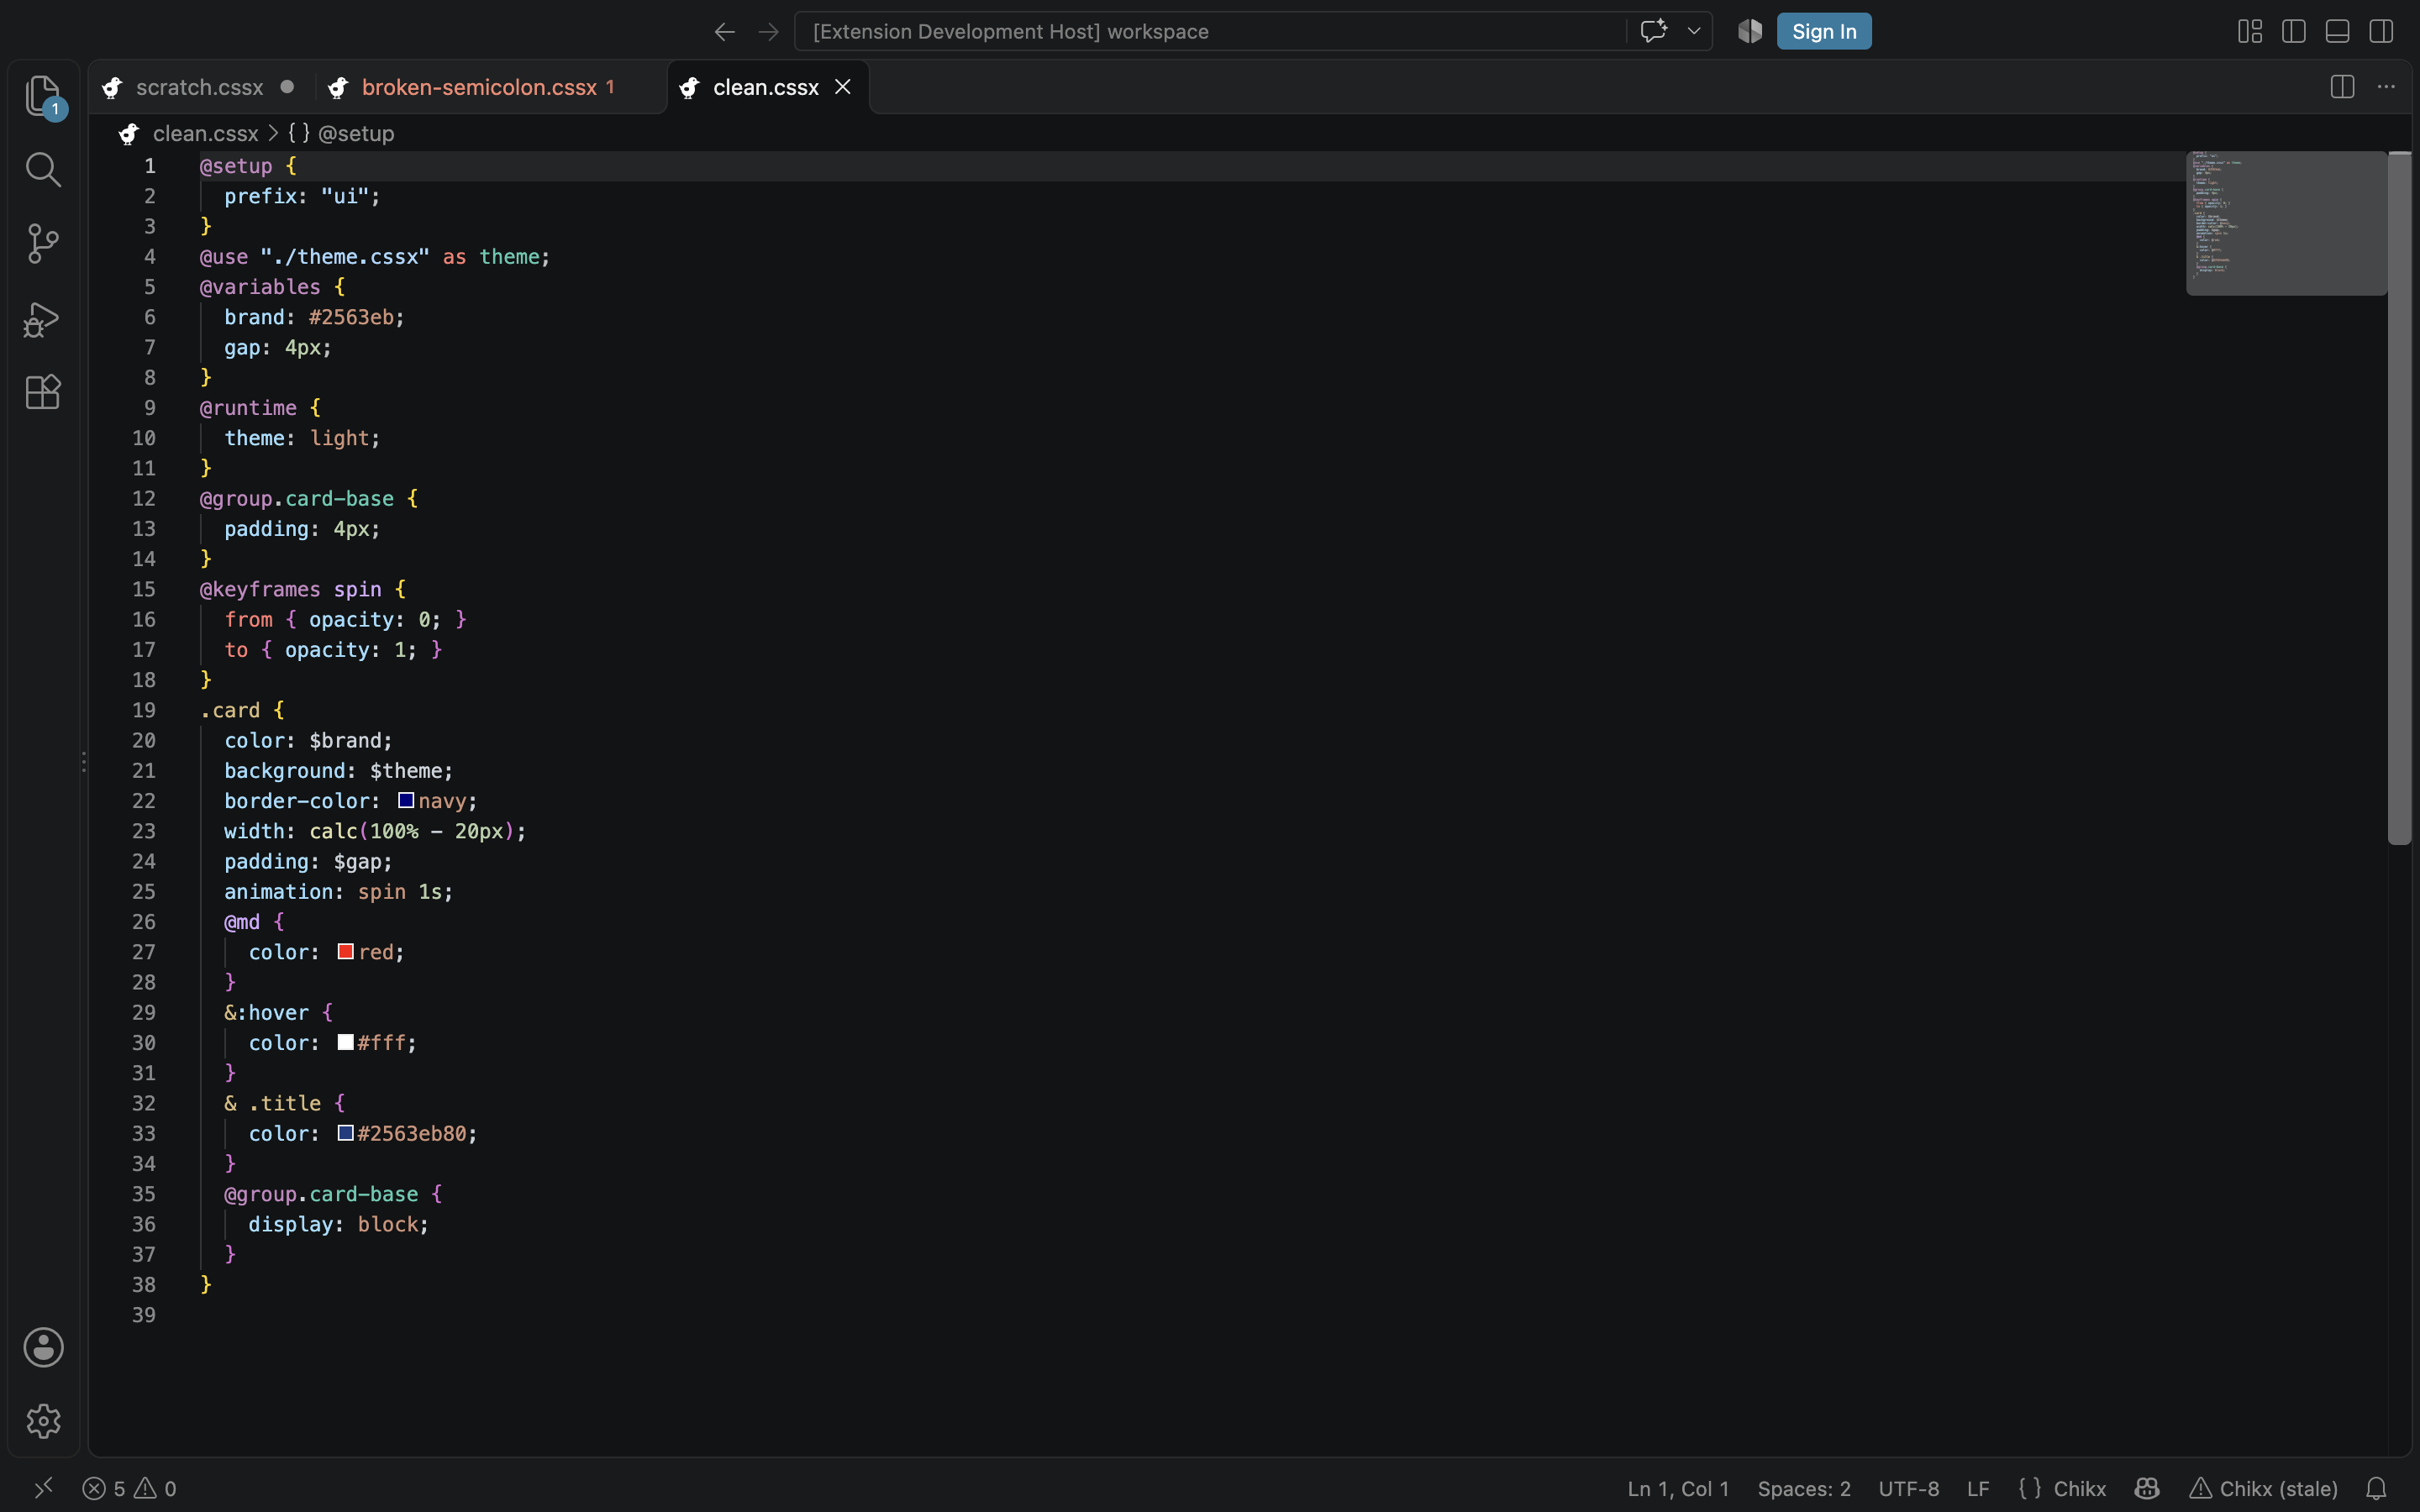 [Extension Development Host] workspace
Sign In
1
scratch.cssx
broken-semicolon.cssx 1
clean.cssx
clean.cssx > {} @setup
1 @setup {
2 prefix: "ui";
3 }
4 @use "./theme.cssx" as theme;
5 @variables {
6 brand: #2563eb;
7 gap: 4px;
8 }
9 @runtime {
10 theme: light;
11 }
12 @group.card-base {
13 padding: 4px;
14 }
15 @keyframes spin {
16 from { opacity: 0; }
17 to { opacity: 1; }
18 }
19 .card {
20 color: $brand;
21 background: $theme;
22 border-color: navy;
23 width: calc(100% - 20px);
24 padding: $gap;
25 animation: spin 1s;
26 @md {
27 color: red;
28 }
29 &:hover {
30 color: #fff;
31 }
32 & .title {
33 color: #2563eb80;
34 }
35 @group.card-base {
36 display: block;
37 }
38 }
39
5 0
Ln 1, Col 1 Spaces: 2 UTF-8 LF {} Chikx Chikx (stale)